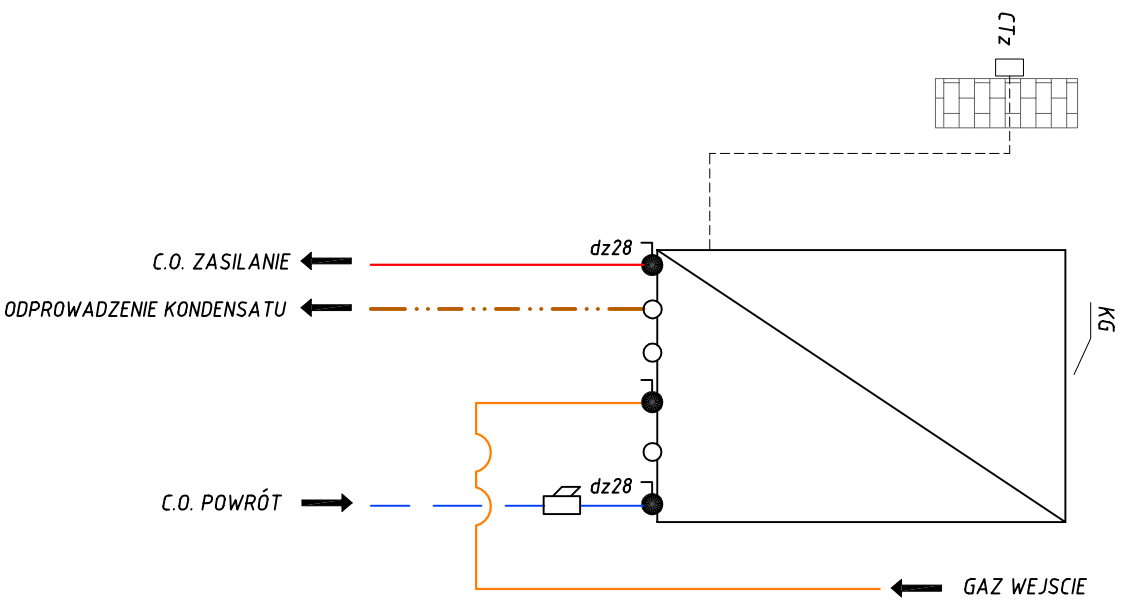 CTz
dz28
C.O. ZASILANIE
ODPROWADZENIE KONDENSATU
KG
dz28
C.O. POWRÓT
GAZ WEJSCIE